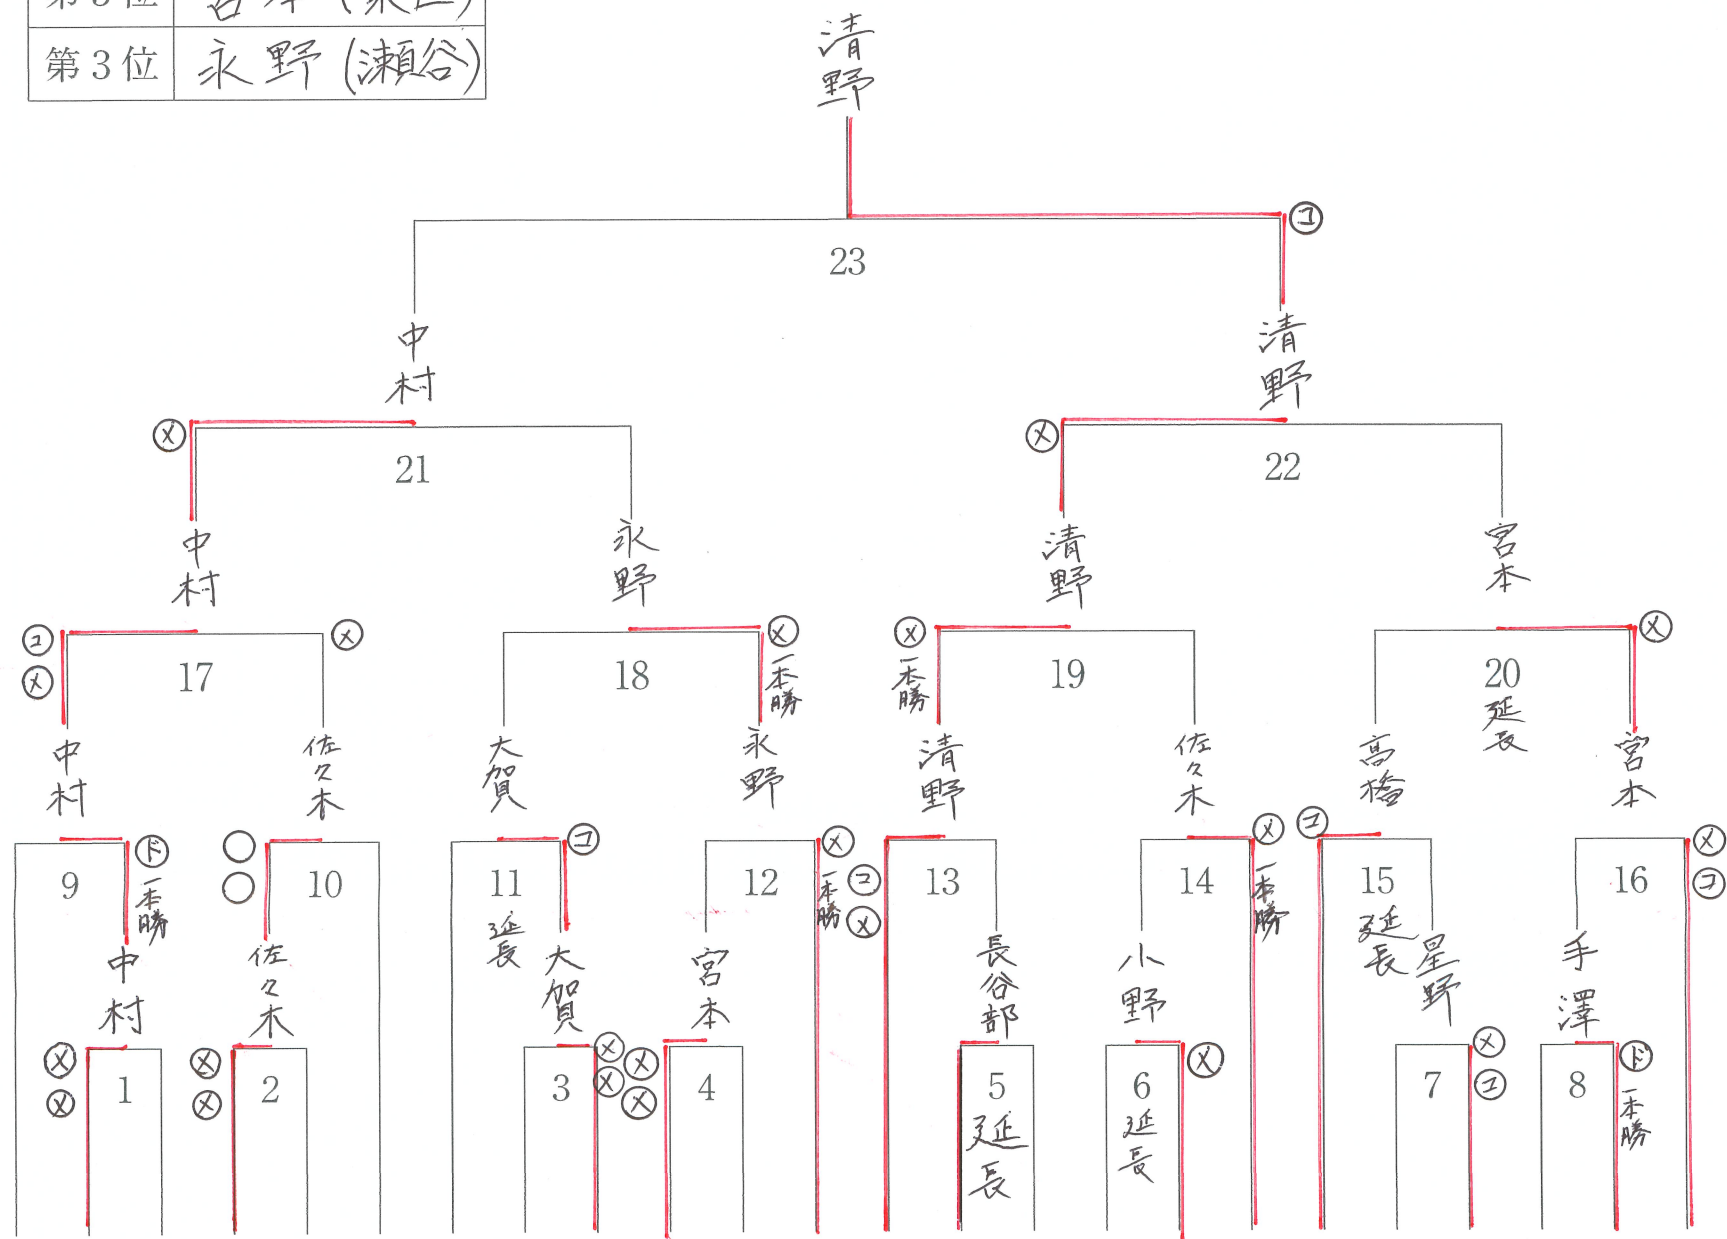 第3位 宮本
第3位 永野 (瀬谷)
清野
コ
23
中村
清野
メ
メ
21
22
中村
永野
清野
宮本
コ
メ
メ
メ
メ
メ
17
18
一本勝
一本勝
19
20
延長
中村
佐々木
大賀
永野
清野
佐々木
高橋
宮本
ド
一本勝
コ
メ
一本勝
コ
メ
メ
一本勝
コ
メ
コ
9
10
11
延長
12
13
14
15
延長
16
中村
佐々木
大賀
宮本
長谷部
小野
星野
手澤
メ
メ
メ
メ
メ
メ
メ
メ
メ
メ
コ
ド
一本勝
1
2
3
4
5
延長
6
延長
7
8